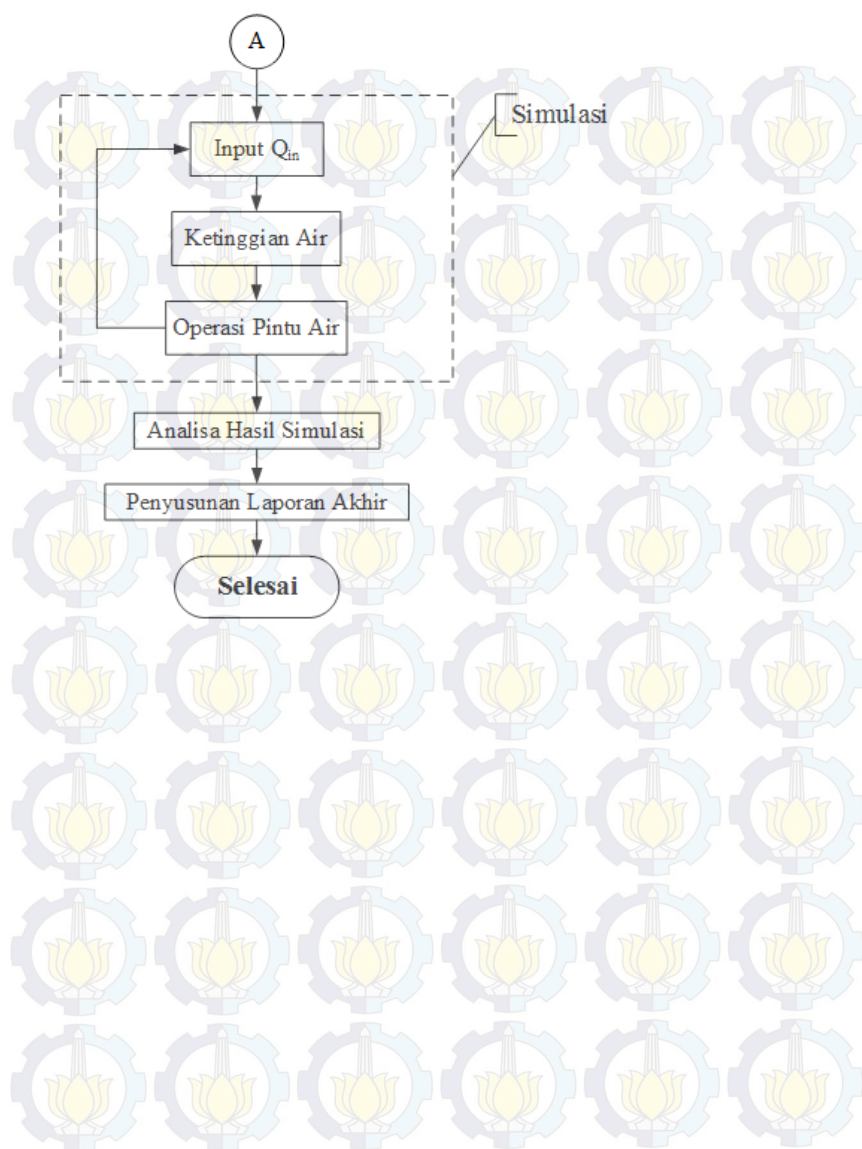 A
Simulasi
Input Qin
Ketinggian Air
Operasi Pintu Air
Analisa Hasil Simulasi
Penyusunan Laporan Akhir
Selesai